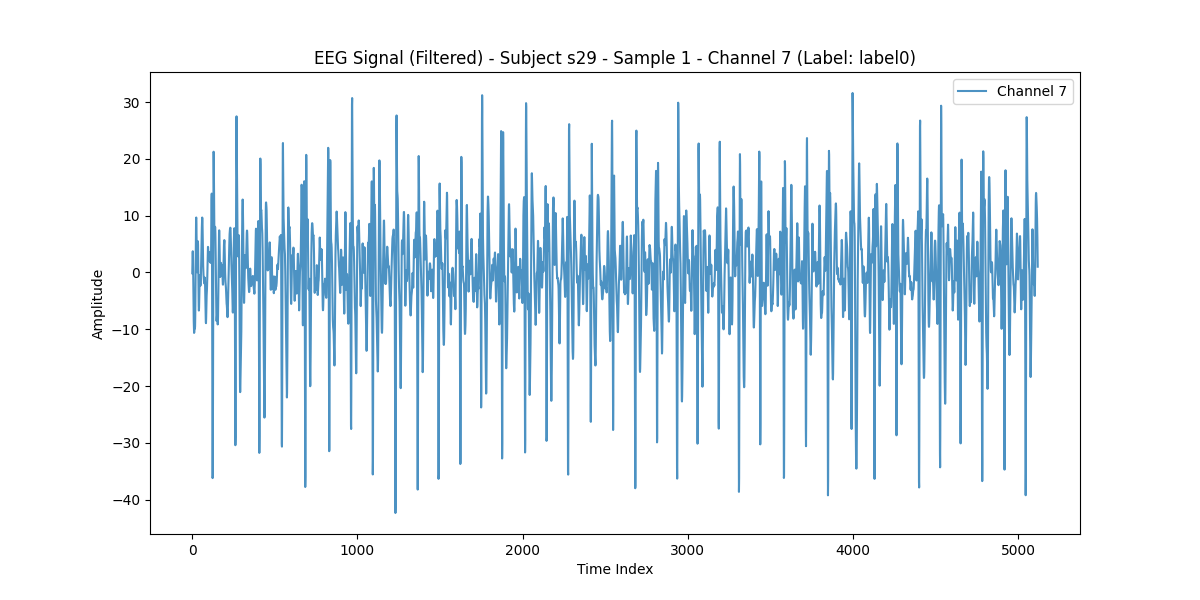 EEG Signal (Filtered) - Subject s29 - Sample 1 - Channel 7 (Label: label0)
Channel 7
30
20
10
0
−10
−20
−30
−40
Amplitude
0 1000 2000 3000 4000 5000
Time Index